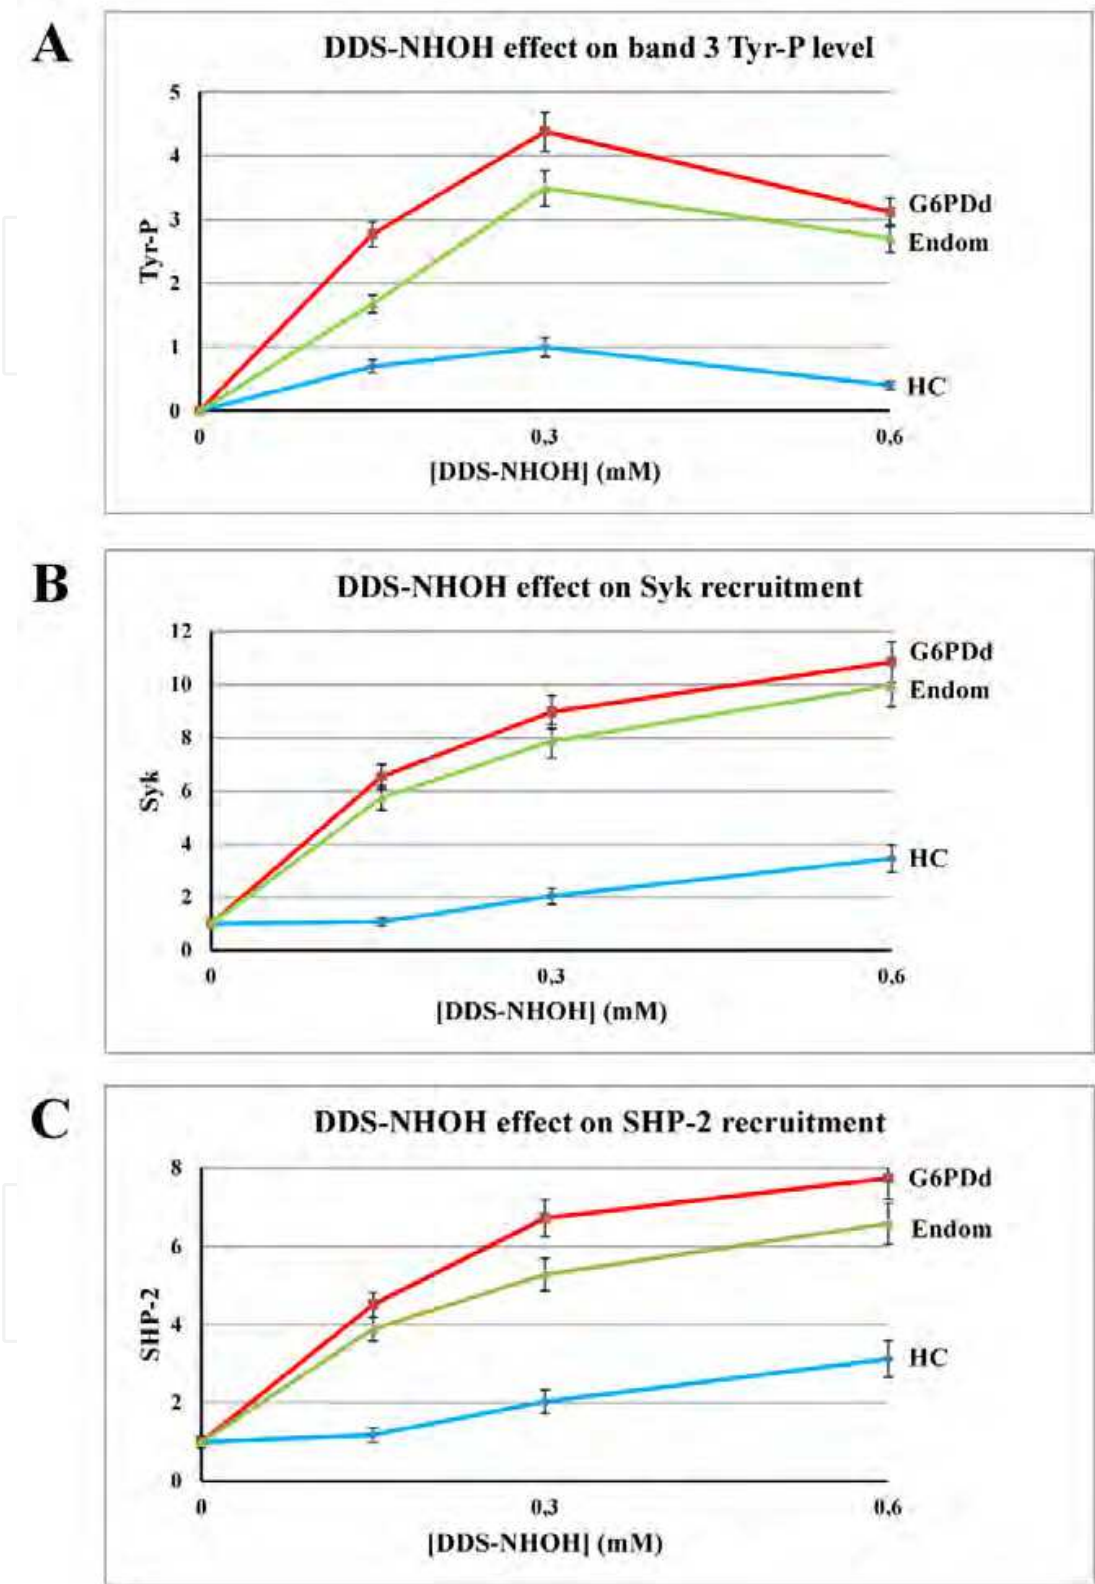 A
DDS-NHOH effect on band 3 Tyr-P level
5
4
3
2
1
0
Tyr-P
G6PDd
Endom
HC
0
0,3
0,6
[DDS-NHOH] (mM)
B
DDS-NHOH effect on Syk recruitment
12
10
8
6
4
2
0
Syk
G6PDd
Endom
HC
0
0,3
0,6
[DDS-NHOH] (mM)
C
DDS-NHOH effect on SHP-2 recruitment
8
6
4
2
0
SHP-2
G6PDd
Endom
HC
0
0,3
0,6
[DDS-NHOH] (mM)